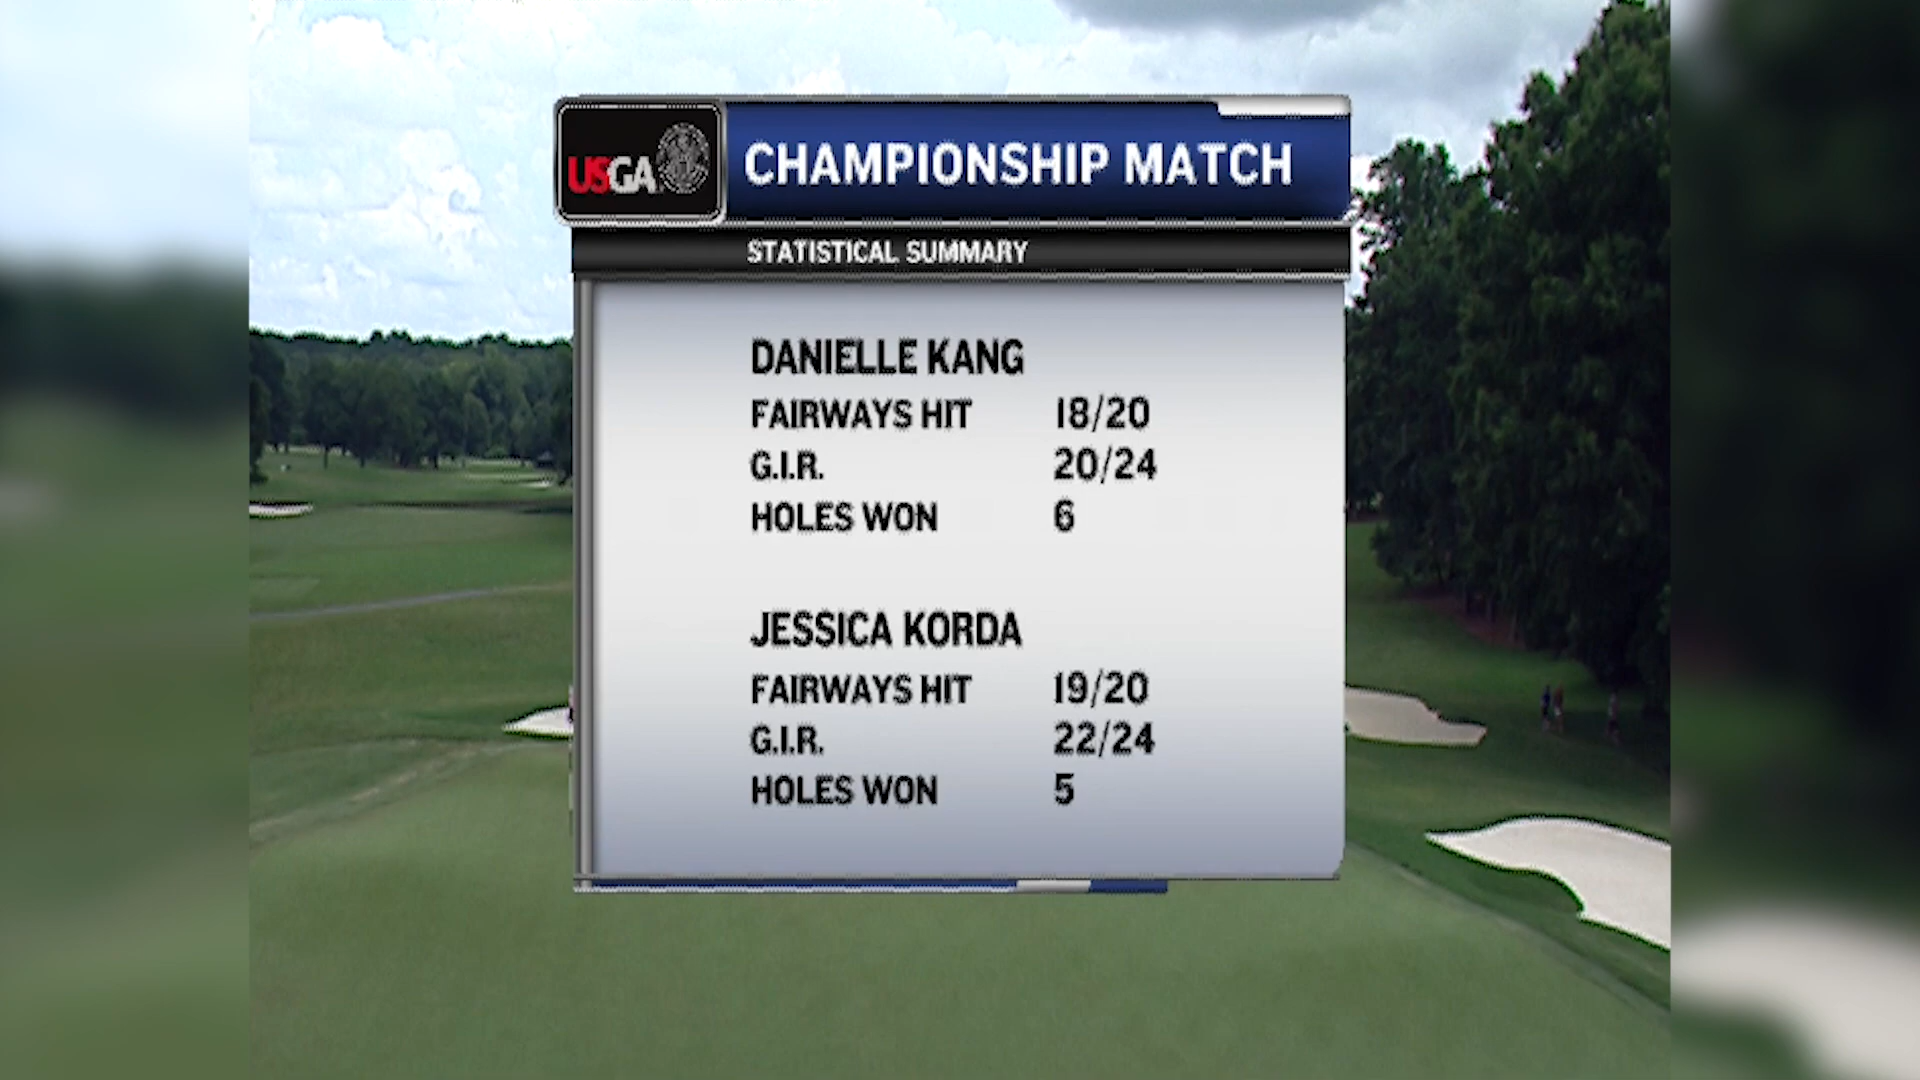 USGA
CHAMPIONSHIP MATCH
STATISTICAL SUMMARY
DANIELLE KANG
FAIRWAYS HIT 18/20
G.I.R. 20/24
HOLES WON 6
JESSICA KORDA
FAIRWAYS HIT 19/20
G.I.R. 22/24
HOLES WON 5